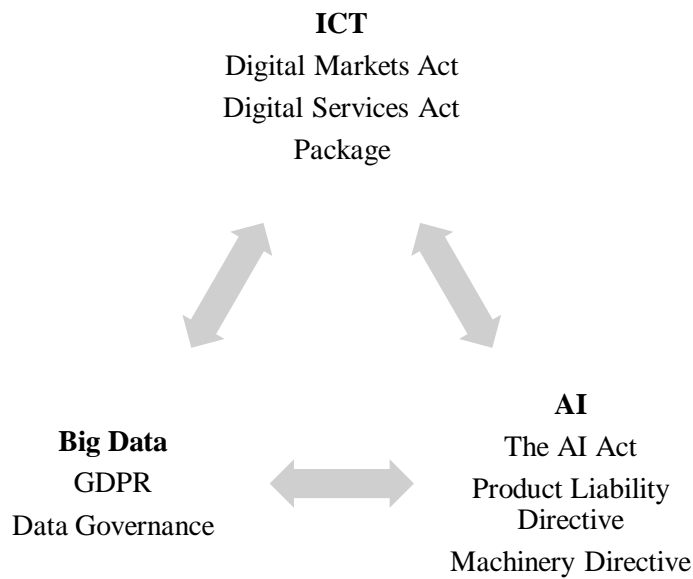 ICT
Digital Markets Act
Digital Services Act
Package
Big Data
GDPR
Data Governance
AI
The AI Act
Product Liability
Directive
Machinery Directive